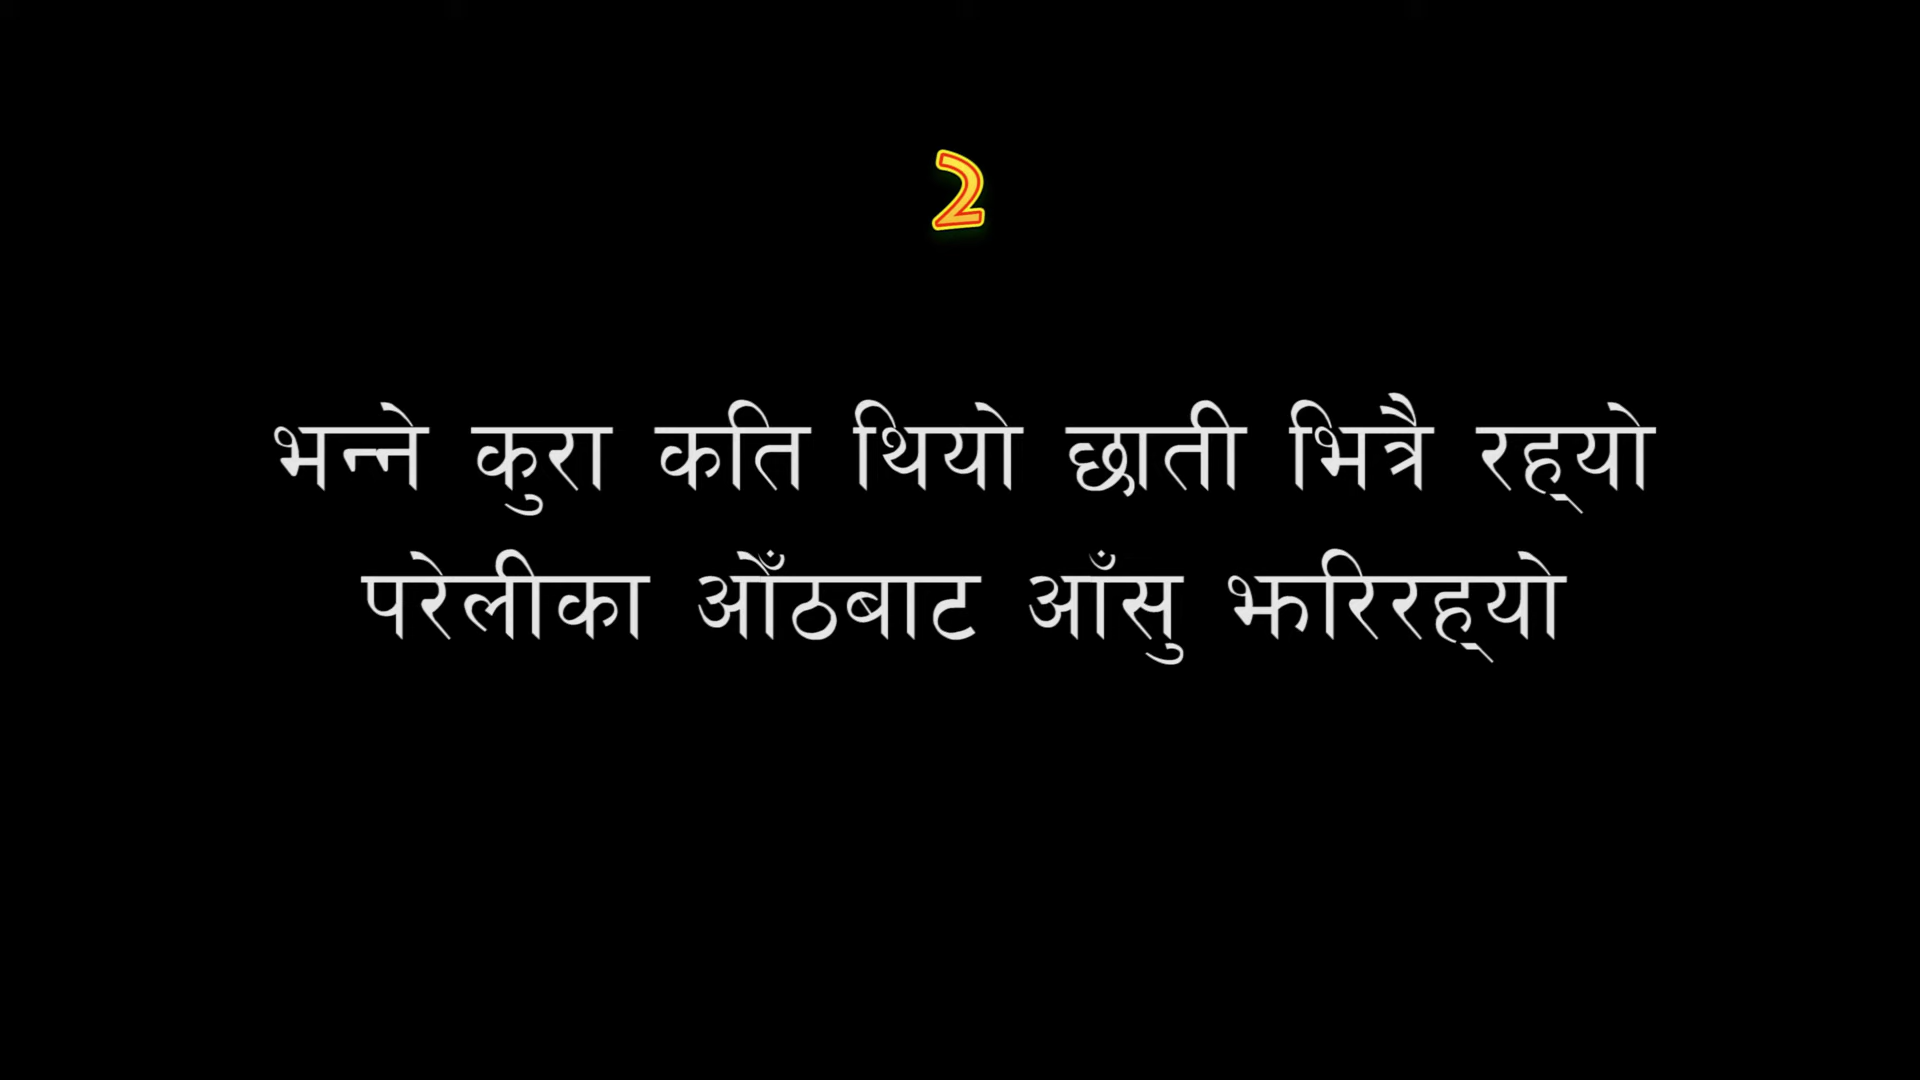 2
भन्ने कुरा कति थियो छाती भित्रै रह्‌यो
परेलीका ओँठबाट आँसु झरिरह्‌यो